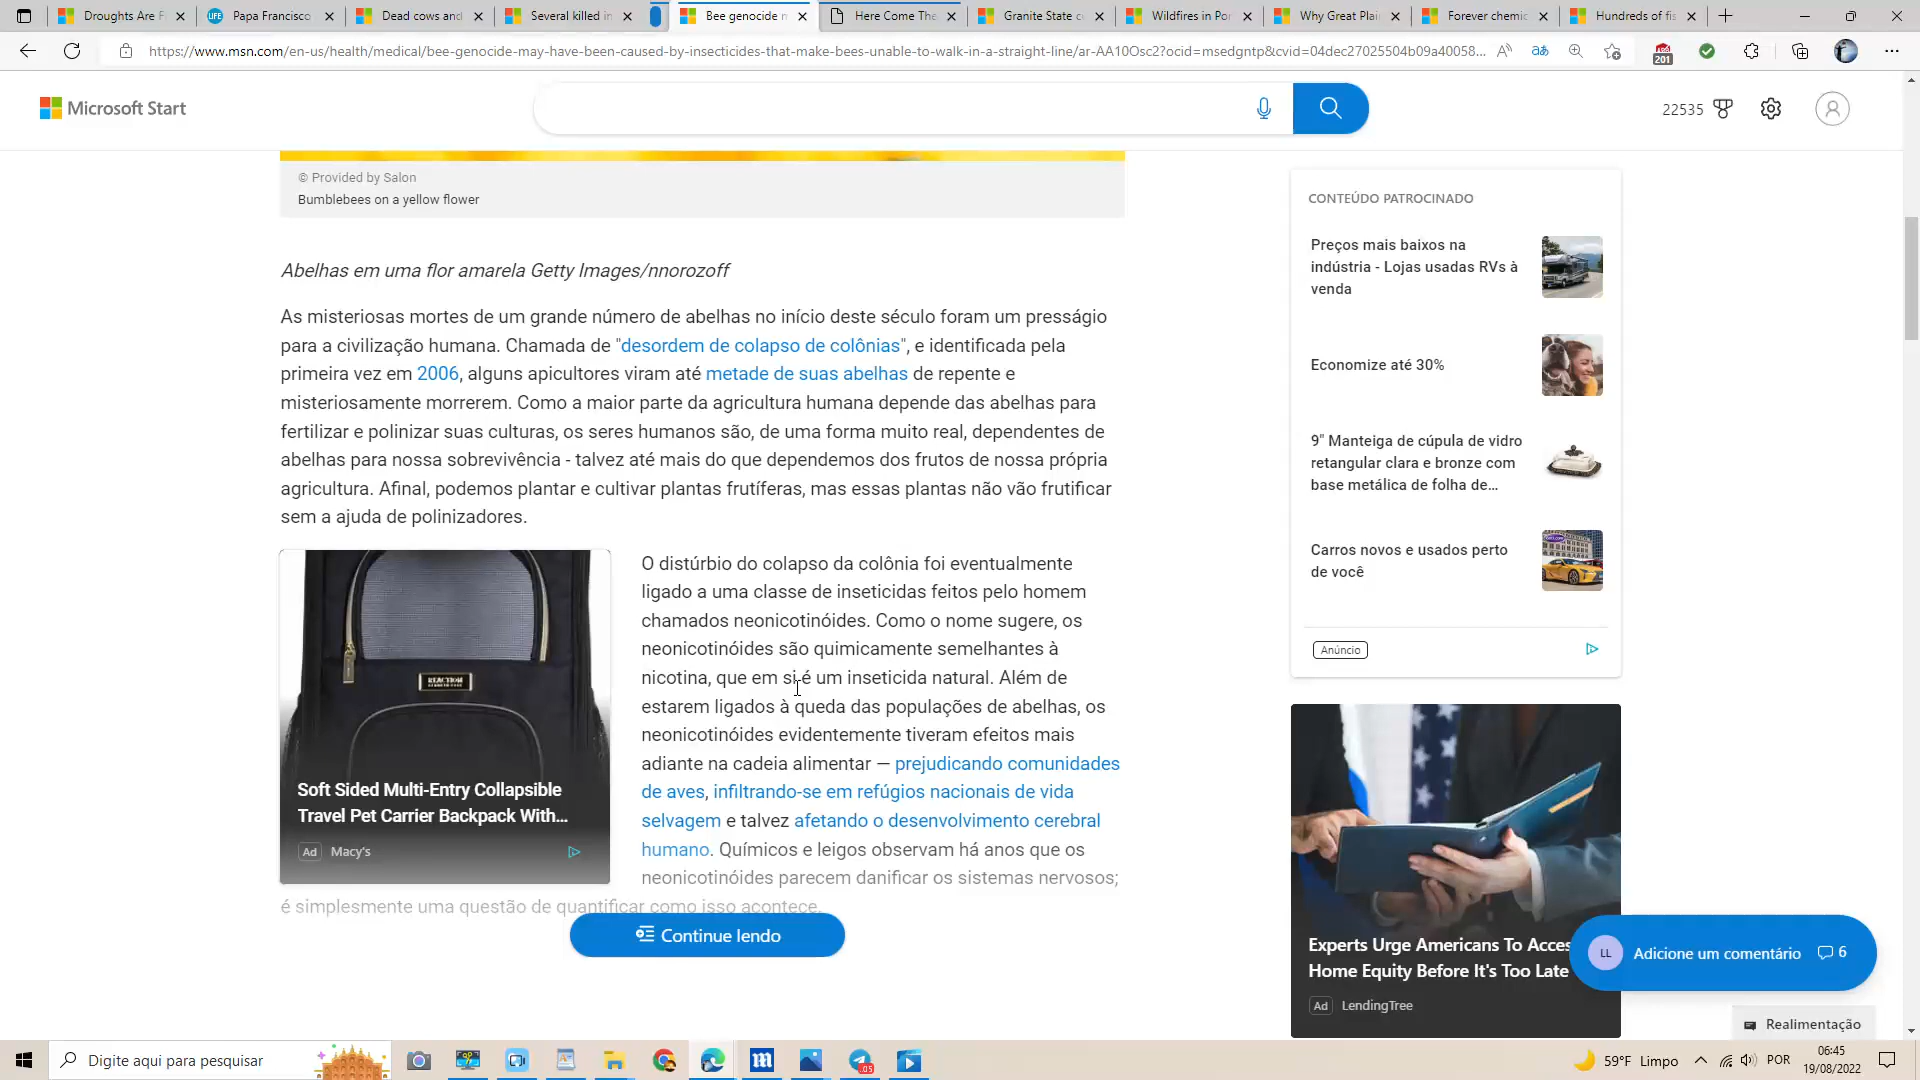 Droughts Are F
Papa Francisco
Dead cows and
Several killed in
Bee genocide m
Here Come The
Granite State c
Wildfires in Por
Why Great Plai
Forever chemic
Hundreds of fis
https://www.msn.com/en-us/health/medical/bee-genocide-may-have-been-caused-by-insecticides-that-make-bees-unable-to-walk-in-a-straight-line/ar-AA10Osc2?ocid=msedgntp&cvid=04dec27025504b09a40058...
201
Microsoft Start
22535
© Provided by Salon
Bumblebees on a yellow flower
Abelhas em uma flor amarela Getty Images/nnorozoff
As misteriosas mortes de um grande número de abelhas no início deste século foram um presságio
para a civilização humana. Chamada de "desordem de colapso de colônias", e identificada pela
primeira vez em 2006, alguns apicultores viram até metade de suas abelhas de repente e
misteriosamente morrerem. Como a maior parte da agricultura humana depende das abelhas para
fertilizar e polinizar suas culturas, os seres humanos são, de uma forma muito real, dependentes de
abelhas para nossa sobrevivência - talvez até mais do que dependemos dos frutos de nossa própria
agricultura. Afinal, podemos plantar e cultivar plantas frutíferas, mas essas plantas não vão frutificar
sem a ajuda de polinizadores.
REACTION
Soft Sided Multi-Entry Collapsible
Travel Pet Carrier Backpack With...
Ad Macy's
O distúrbio do colapso da colônia foi eventualmente
ligado a uma classe de inseticidas feitos pelo homem
chamados neonicotinóides. Como o nome sugere, os
neonicotinóides são quimicamente semelhantes à
nicotina, que em si é um inseticida natural. Além de
estarem ligados à queda das populações de abelhas, os
neonicotinóides evidentemente tiveram efeitos mais
adiante na cadeia alimentar — prejudicando comunidades
de aves, infiltrando-se em refúgios nacionais de vida
selvagem e talvez afetando o desenvolvimento cerebral
humano. Químicos e leigos observam há anos que os
neonicotinóides parecem danificar os sistemas nervosos;
é simplesmente uma questão de quantificar como isso acontece.
Continue lendo
CONTEÚDO PATROCINADO
Preços mais baixos na
indústria - Lojas usadas RVs à
venda
Economize até 30%
9" Manteiga de cúpula de vidro
retangular clara e bronze com
base metálica de folha de...
Carros novos e usados perto
de você
Anúncio
Experts Urge Americans To Acces
Home Equity Before It's Too Late
Ad LendingTree
LL Adicione um comentário 6
Realimentação
Digite aqui para pesquisar
59°F Limpo
POR
06:45
19/08/2022